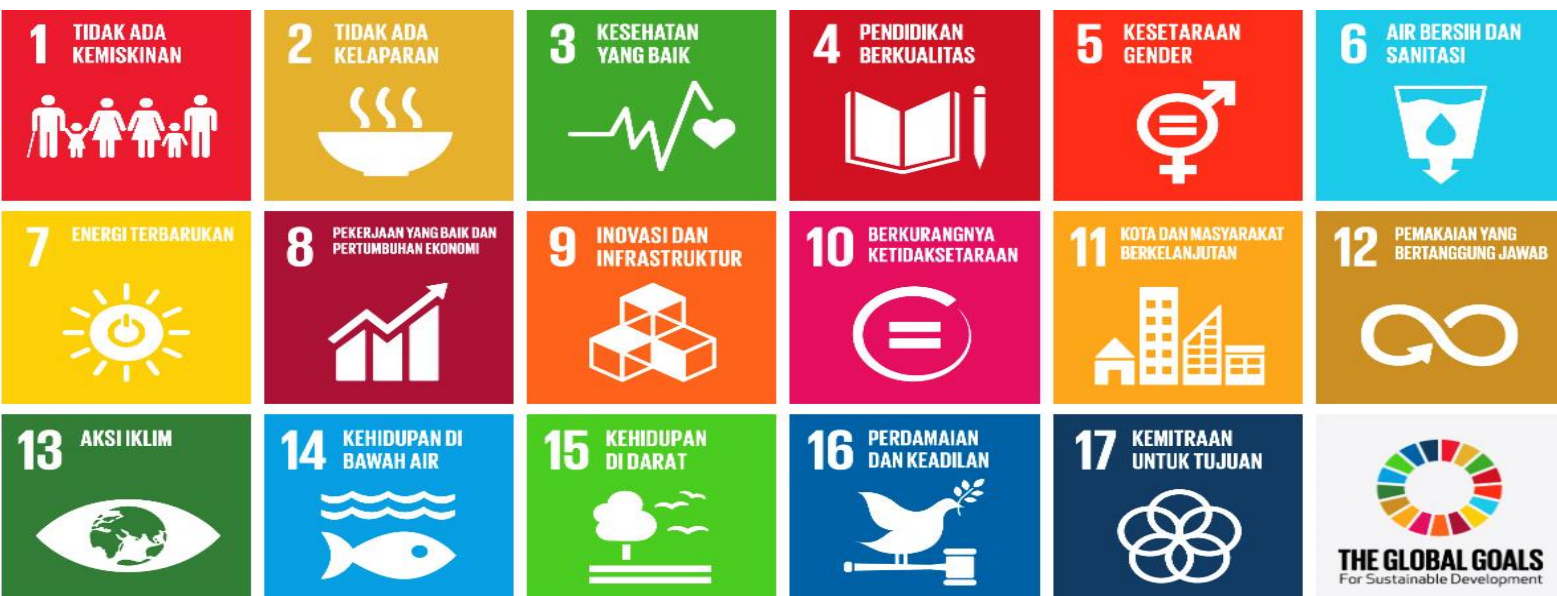 1
TIDAK ADA
KEMISKINAN
2
TIDAK ADA
KELAPARAN
3
KESEHATAN
YANG BAIK
4
PENDIDIKAN
BERKUALITAS
5
KESETARAAN
GENDER
6
AIR BERSIH DAN
SANITASI
7
ENERGI TERBARUKAN
8
PEKERJAAN YANG BAIK DAN
PERTUMBUHAN EKONOMI
9
INOVASI DAN
INFRASTRUKTUR
10
BERKURANGNYA
KETIDAKSETARAAN
11
KOTA DAN MASYARAKAT
BERKELANJUTAN
12
PEMAKAIAN YANG
BERTANGGUNG JAWAB
13
AKSI IKLIM
14
KEHIDUPAN DI
BAWAH AIR
15
KEHIDUPAN
DI DARAT
16
PERDAMAIAN
DAN KEADILAN
17
KEMITRAAN
UNTUK TUJUAN
THE GLOBAL GOALS
For Sustainable Development